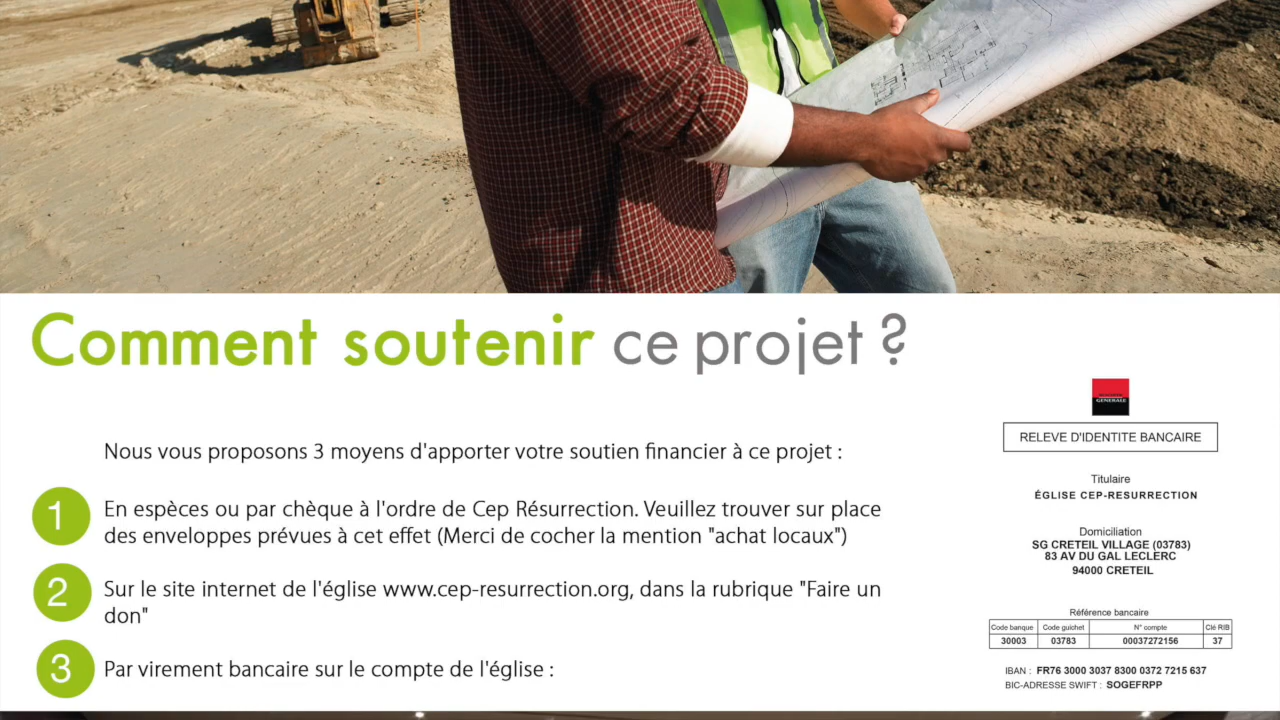 Comment soutenir ce projet ?
Nous vous proposons 3 moyens d'apporter votre soutien financier à ce projet :
1
En espèces ou par chèque à l'ordre de Cep Résurrection. Veuillez trouver sur place
des enveloppes prévues à cet effet (Merci de cocher la mention "achat locaux")
2
Sur le site internet de l'église www.cep-resurrection.org, dans la rubrique "Faire un
don"
3
Par virement bancaire sur le compte de l'église :
GENERALE
RELEVE D'IDENTITE BANCAIRE
Titulaire
ÉGLISE CEP-RESURRECTION
Domiciliation
SG CRETEIL VILLAGE (03783)
83 AV DU GAL LECLERC
94000 CRETEIL
Référence bancaire
Code banque Code guichet N° compte Clé RIB
30003 03783 00037272156 37
IBAN : FR76 3000 3037 8300 0372 7215 637
BIC-ADRESSE SWIFT : SOGEFRPP